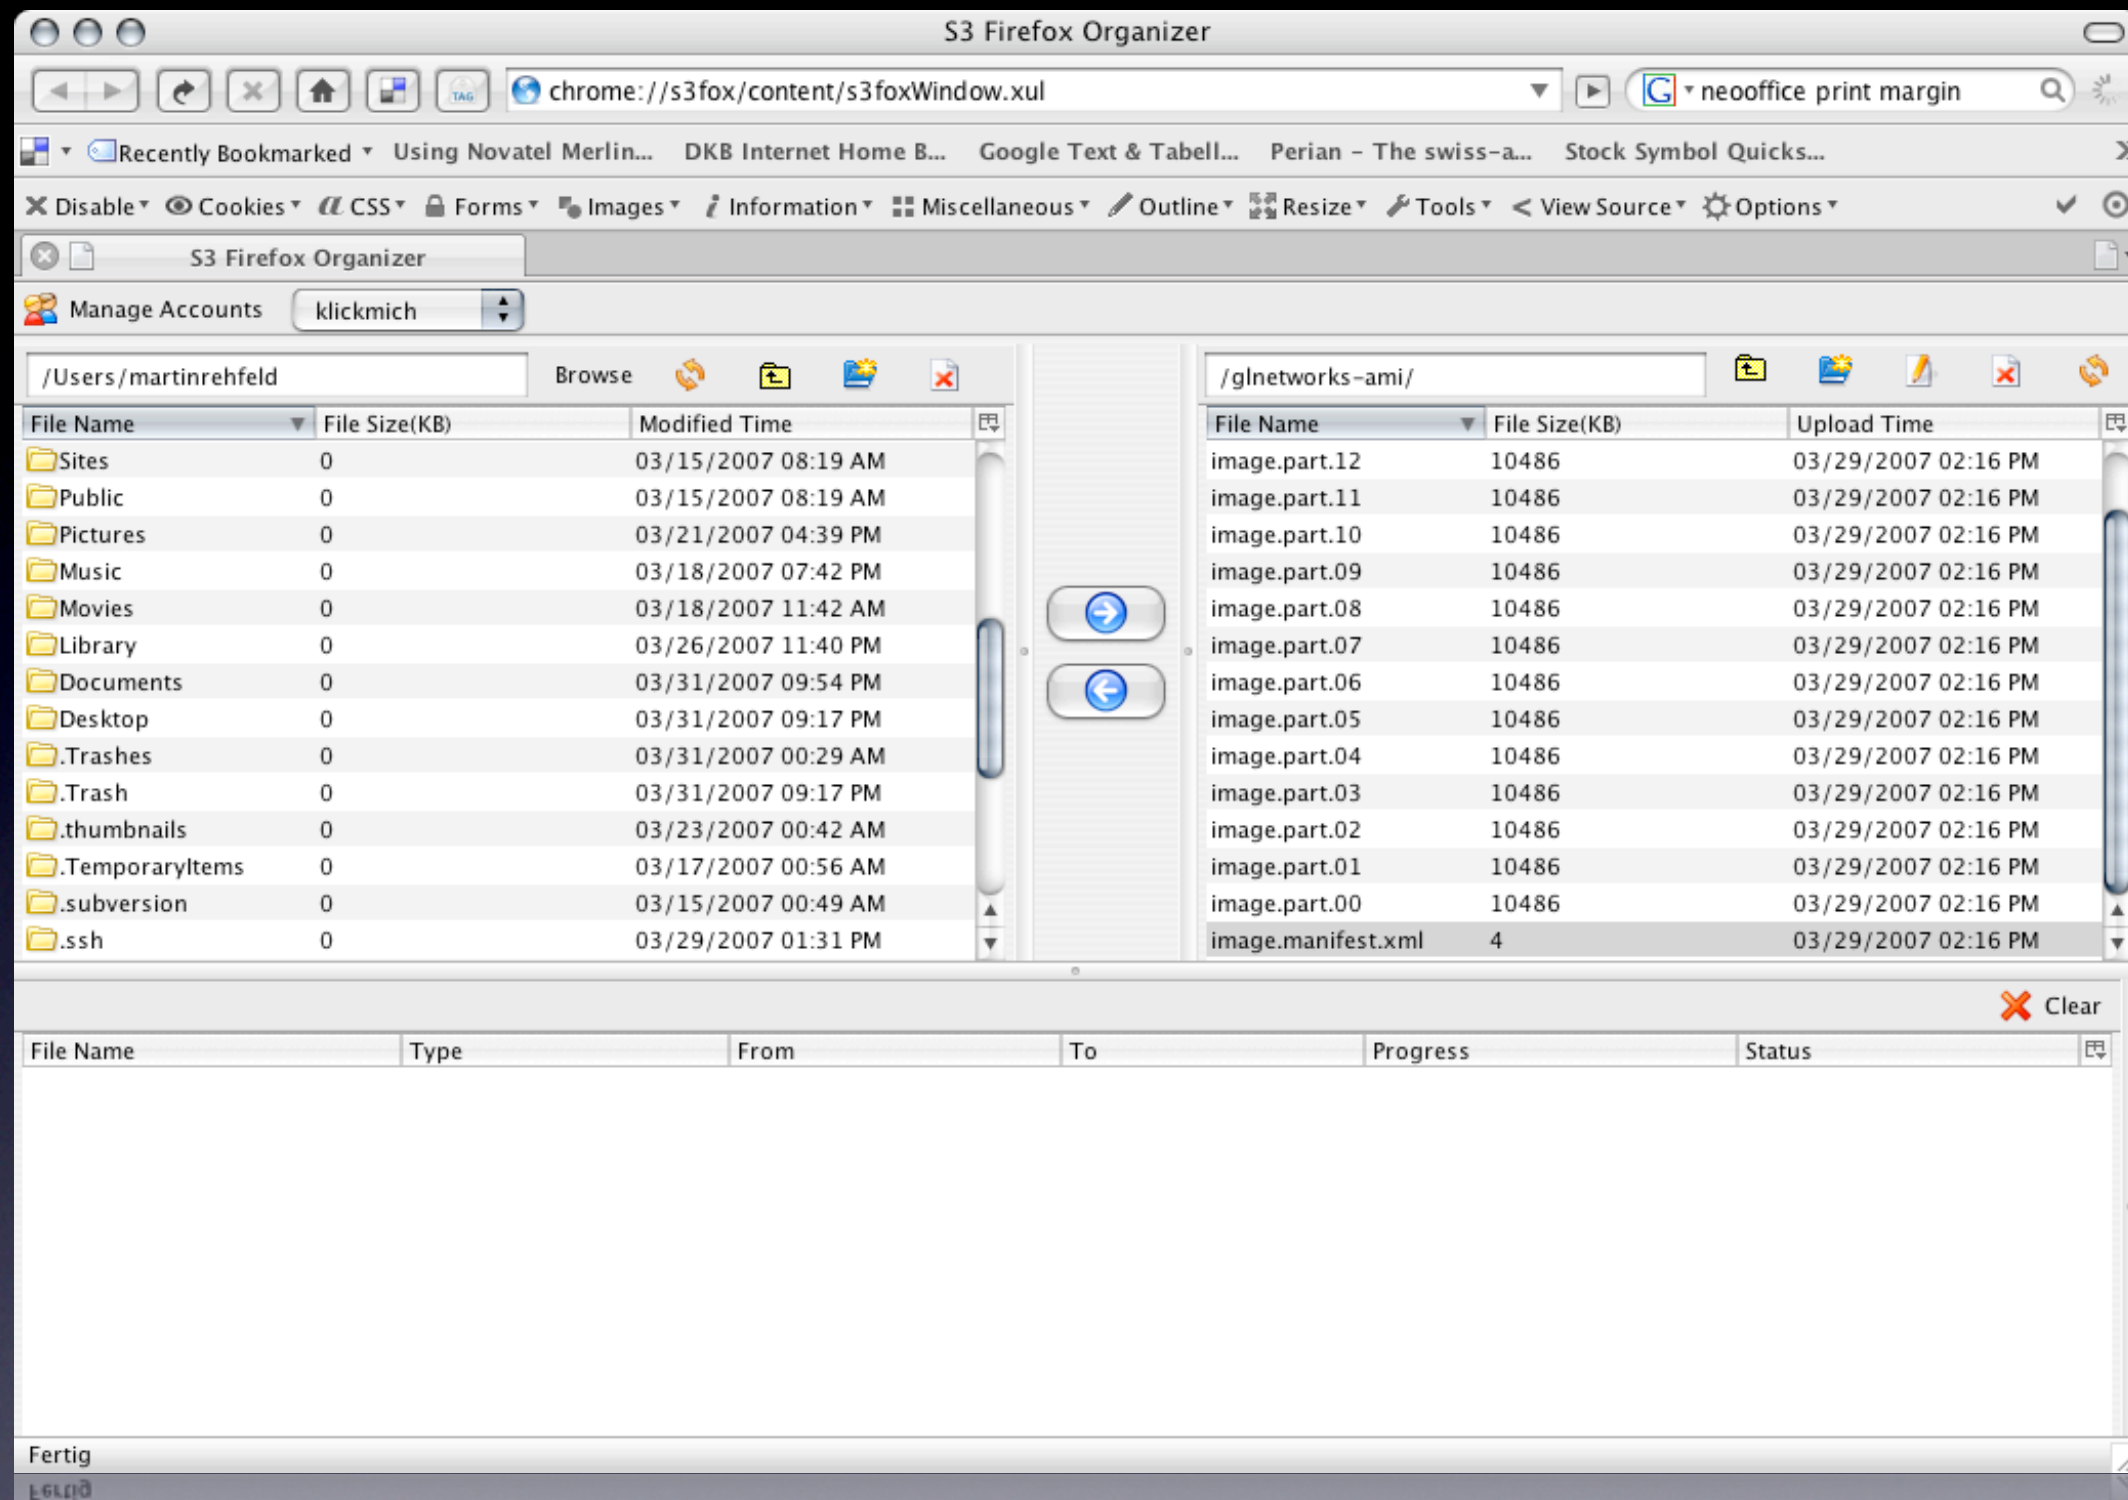 S3 Firefox Organizer
TAG chrome://s3fox/content/s3foxWindow.xul G neooffice print margin
Recently Bookmarked Using Novatel Merlin... DKB Internet Home B... Google Text & Tabell... Perian – The swiss-a... Stock Symbol Quicks...
Disable Cookies CSS Forms Images Information Miscellaneous Outline Resize Tools View Source Options
S3 Firefox Organizer
Manage Accounts klickmich
/Users/martinrehfeld Browse
File Name File Size(KB) Modified Time
Sites 0 03/15/2007 08:19 AM
Public 0 03/15/2007 08:19 AM
Pictures 0 03/21/2007 04:39 PM
Music 0 03/18/2007 07:42 PM
Movies 0 03/18/2007 11:42 AM
Library 0 03/26/2007 11:40 PM
Documents 0 03/31/2007 09:54 PM
Desktop 0 03/31/2007 09:17 PM
.Trashes 0 03/31/2007 00:29 AM
.Trash 0 03/31/2007 09:17 PM
.thumbnails 0 03/23/2007 00:42 AM
.TemporaryItems 0 03/17/2007 00:56 AM
.subversion 0 03/15/2007 00:49 AM
.ssh 0 03/29/2007 01:31 PM
/glnetworks-ami/
File Name File Size(KB) Upload Time
image.part.12 10486 03/29/2007 02:16 PM
image.part.11 10486 03/29/2007 02:16 PM
image.part.10 10486 03/29/2007 02:16 PM
image.part.09 10486 03/29/2007 02:16 PM
image.part.08 10486 03/29/2007 02:16 PM
image.part.07 10486 03/29/2007 02:16 PM
image.part.06 10486 03/29/2007 02:16 PM
image.part.05 10486 03/29/2007 02:16 PM
image.part.04 10486 03/29/2007 02:16 PM
image.part.03 10486 03/29/2007 02:16 PM
image.part.02 10486 03/29/2007 02:16 PM
image.part.01 10486 03/29/2007 02:16 PM
image.part.00 10486 03/29/2007 02:16 PM
image.manifest.xml 4 03/29/2007 02:16 PM
Clear
File Name Type From To Progress Status
Fertig